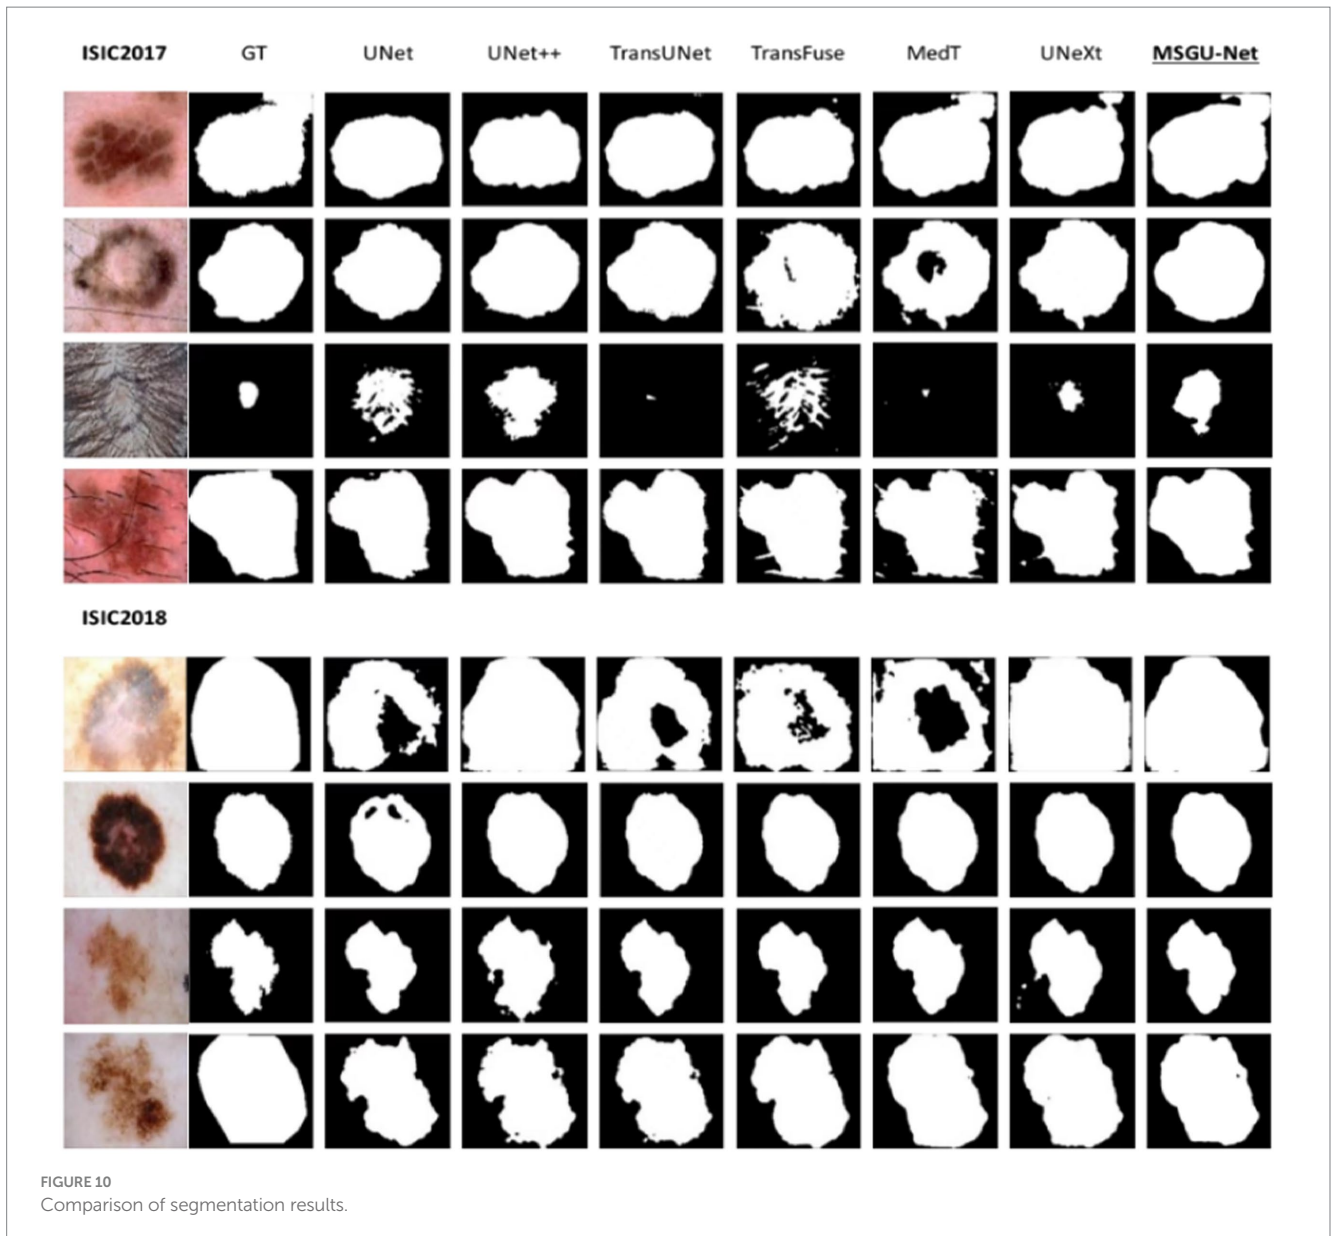 ISIC2017 GT UNet UNet++ TransUNet TransFuse MedT UNeXt MSGU-Net
ISIC2018
FIGURE 10
Comparison of segmentation results.